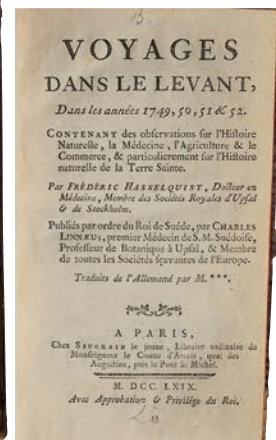 VOYAGES
DANS LE LEVANT,
Dans les années 1749, 50, 51 & 52.
CONTENANT des observations sur l'Histoire
Naturelle, la Médecine, l'Agriculture & le
Commerce, & particulierement sur l'Histoire
naturelle de la Terre Sainte.
Par FRÉDÉRIC HASSELQUIST, Docteur en
Médecine, Membre des Sociétés Royales d'Upsal
& de Stockholm.
Publiés par ordre du Roi de Suéde, par CHARLES
LINNÆUS, premier Médecin de S. M. Suédoise,
Professeur de Botanique à Upsal, & Membre
de toutes les Sociétés sçavantes de l'Europe.
Traduits de l'Allemand par M. ***.
A PARIS,
Chez SAUGRAIN le jeune, Libraire ordinaire de
Monseigneur le Comte d'Artois, quai des
Augustins, près le Pont S. Michel.
M. DCC. LXIX.
Avec Approbation & Privilége du Roi.